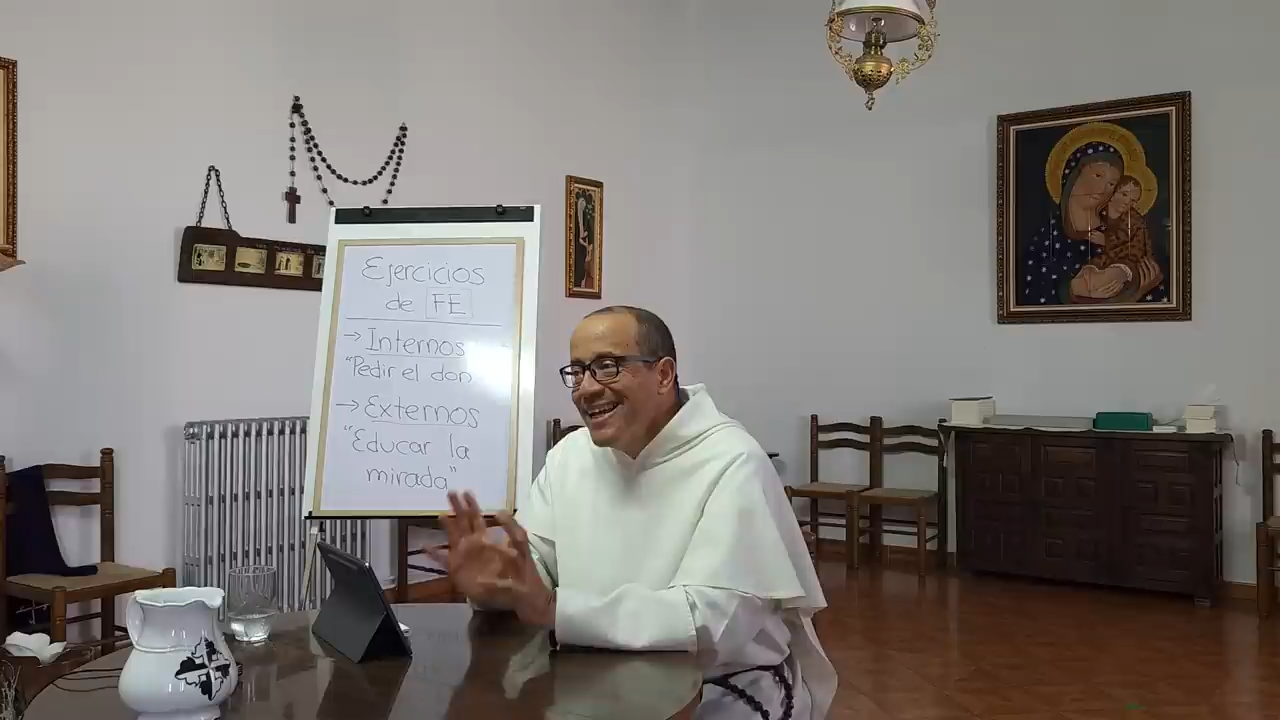 Ejercicios
de FE
→ Internos
"Pedir el don
→ Externos
"Educar la
mirada"